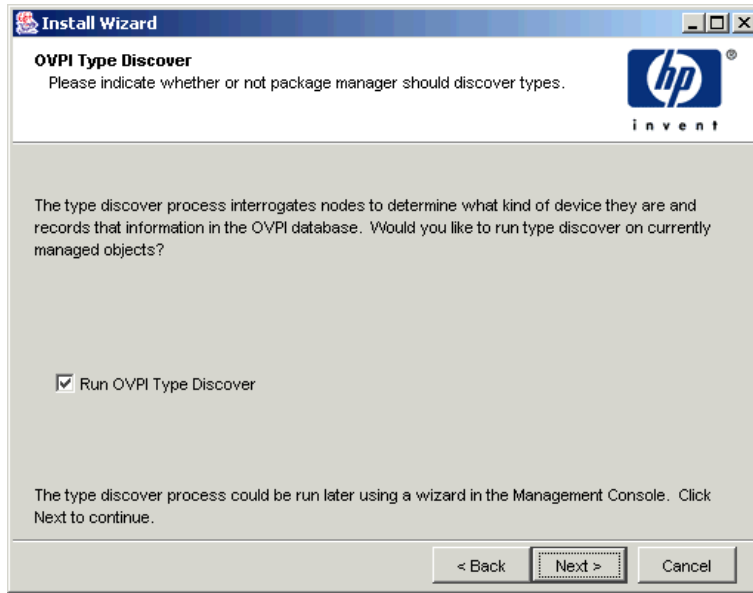 Install Wizard
OVPI Type Discover
Please indicate whether or not package manager should discover types.
hp
®
invent
The type discover process interrogates nodes to determine what kind of device they are and
records that information in the OVPI database. Would you like to run type discover on currently
managed objects?
Run OVPI Type Discover
The type discover process could be run later using a wizard in the Management Console. Click
Next to continue.
< Back
Next >
Cancel